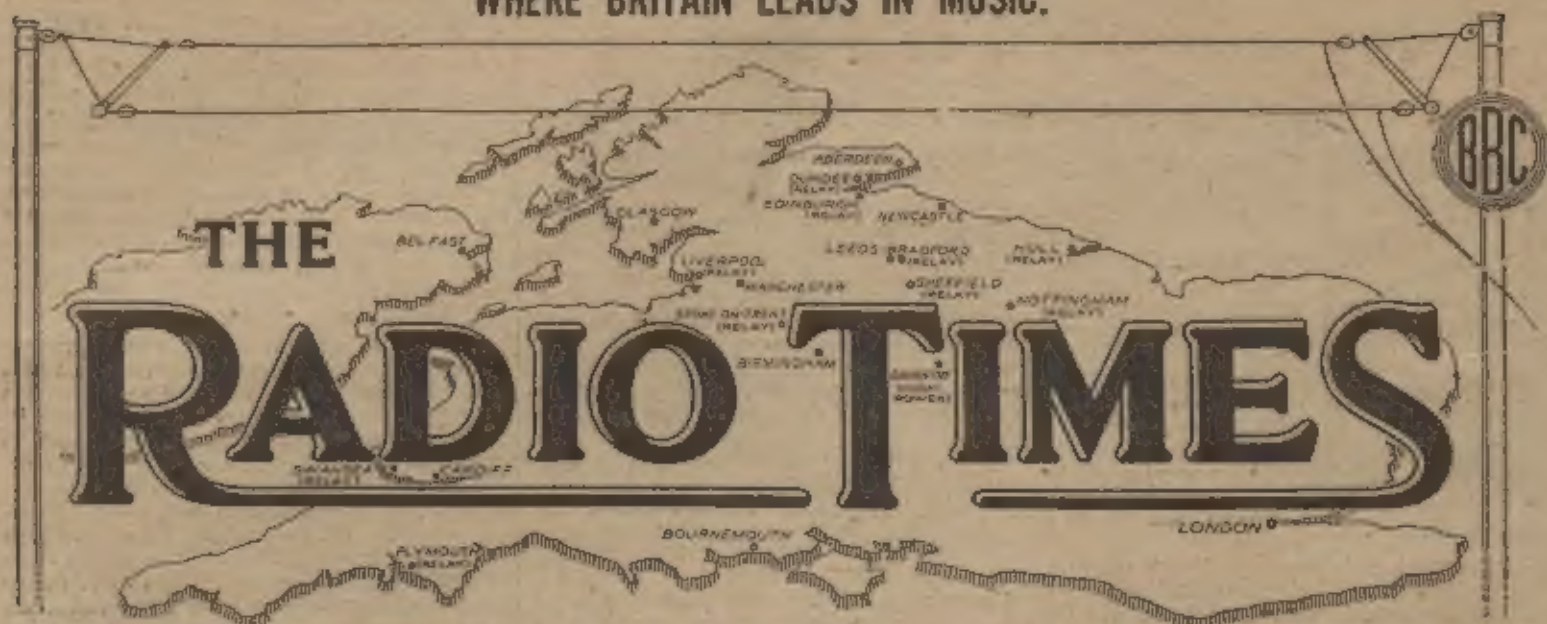 WHERE BRITAIN LEADS IN MUSIC.
BBC
THE
RADIO TIMES
ABERDEEN
DUNDEE
(RELAY)
EDINBURGH
(RELAY)
NEWCASTLE
GLASGOW
BELFAST
LEEDS BRADFORD
(RELAY)
HULL
(RELAY)
LIVERPOOL
(RELAY)
MANCHESTER
SHEFFIELD
(RELAY)
NOTTINGHAM
(RELAY)
STOKE ON TRENT
(RELAY)
BIRMINGHAM
POWER)
SWANSEA
(RELAY)
CARDIFF
LONDON
BOURNEMOUTH
PLYMOUTH
(RELAY)